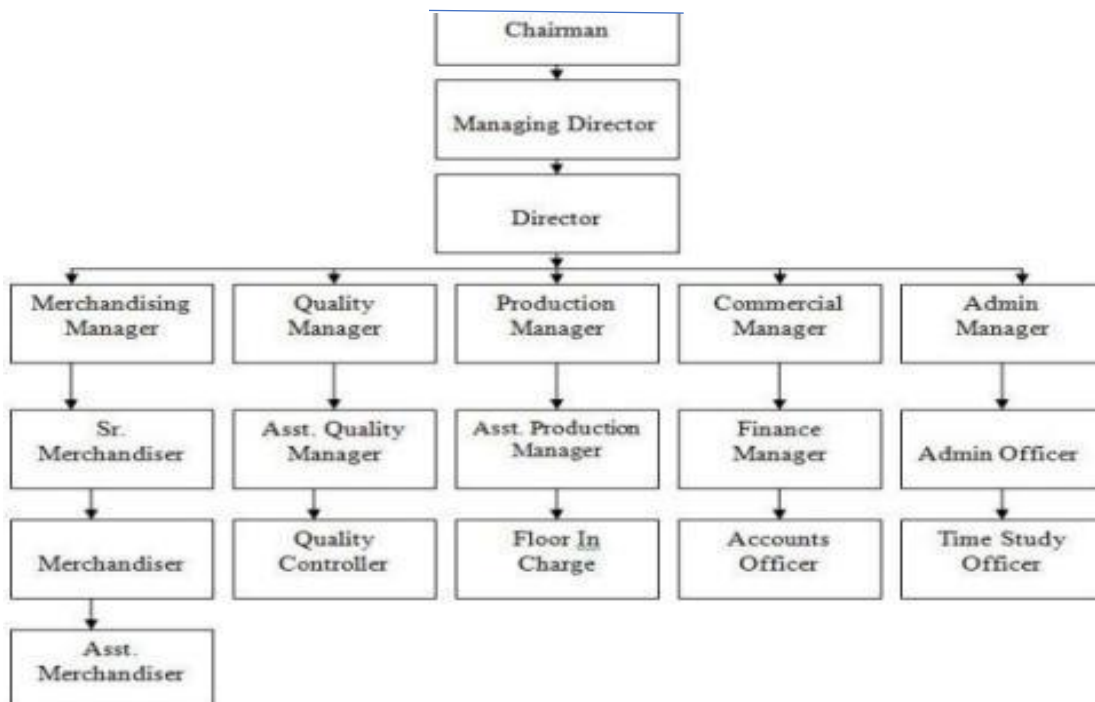 Chairman
Managing Director
Director
Merchandising
Manager
Quality
Manager
Production
Manager
Commercial
Manager
Admin
Manager
Sr.
Merchandiser
Asst. Quality
Manager
Asst. Production
Manager
Finance
Manager
Admin Officer
Merchandiser
Quality
Controller
Floor In
Charge
Accounts
Officer
Time Study
Officer
Asst.
Merchandiser